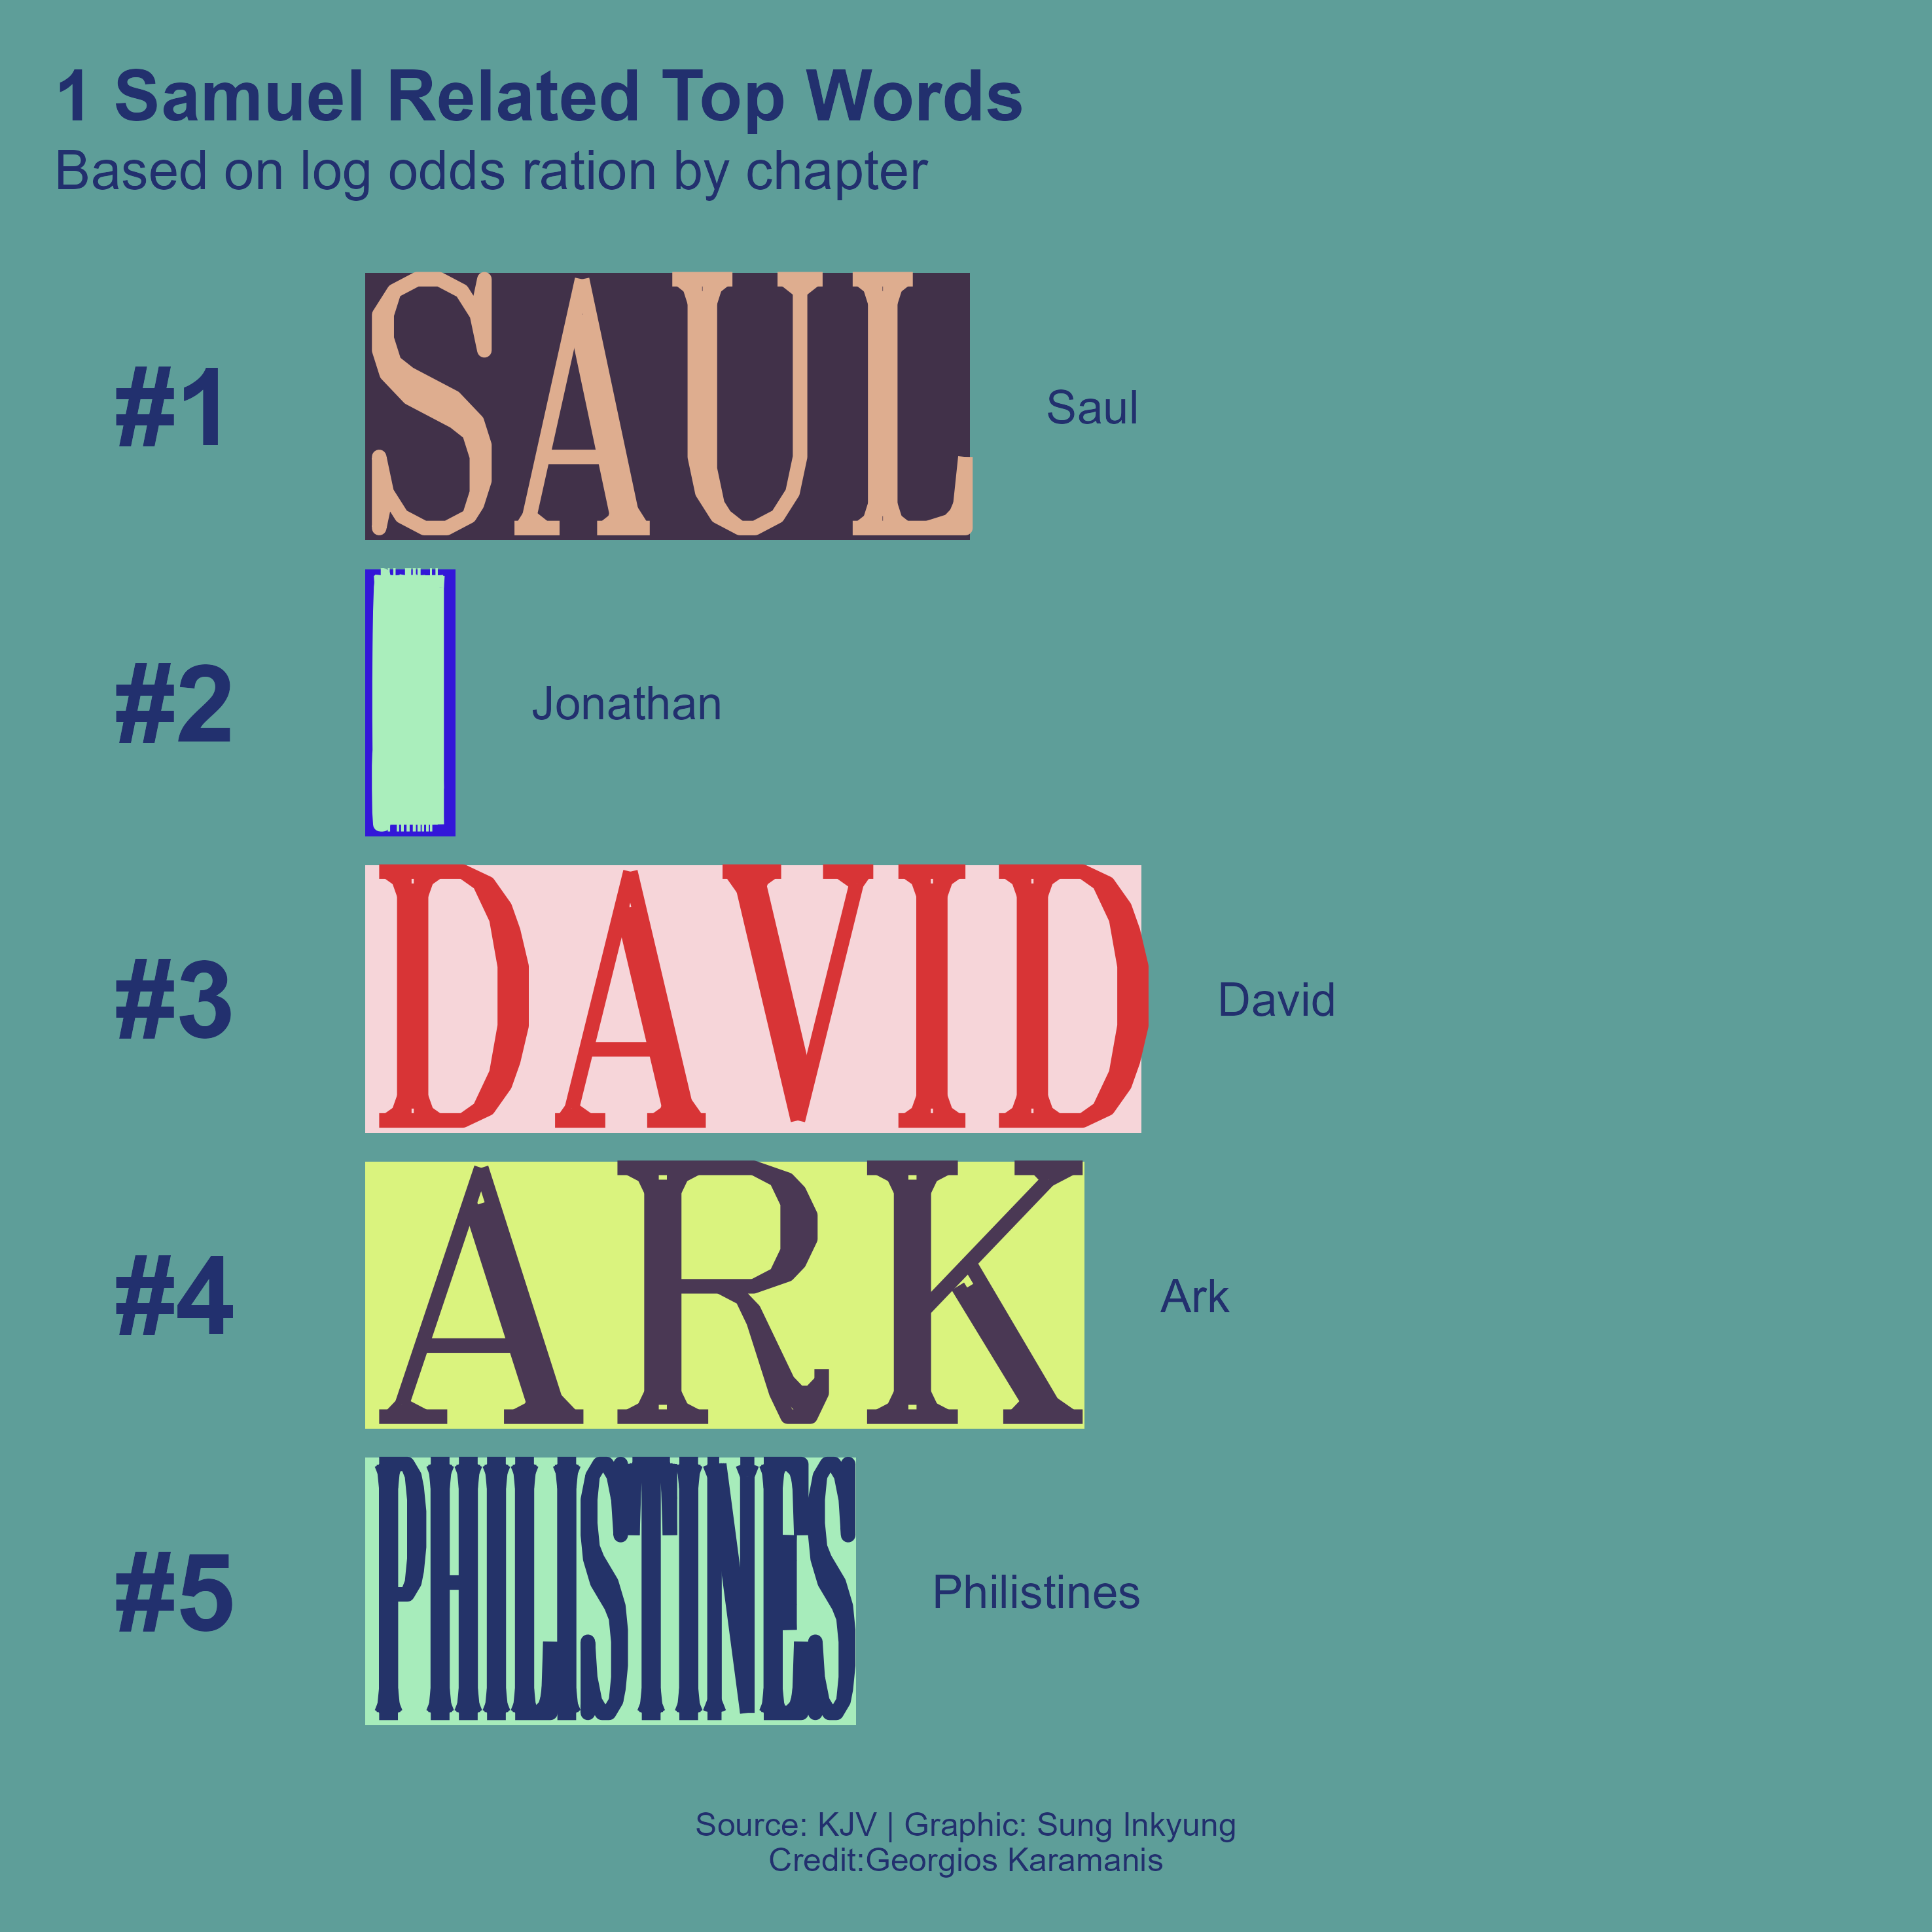 1 Samuel Related Top Words
Based on log odds ration by chapter
#1 SAUL Saul
#2 Jonathan
#3 DAVID David
#4 ARK Ark
#5 PHILISTINES Philistines
Source: KJV | Graphic: Sung Inkyung
Credit:Georgios Karamanis